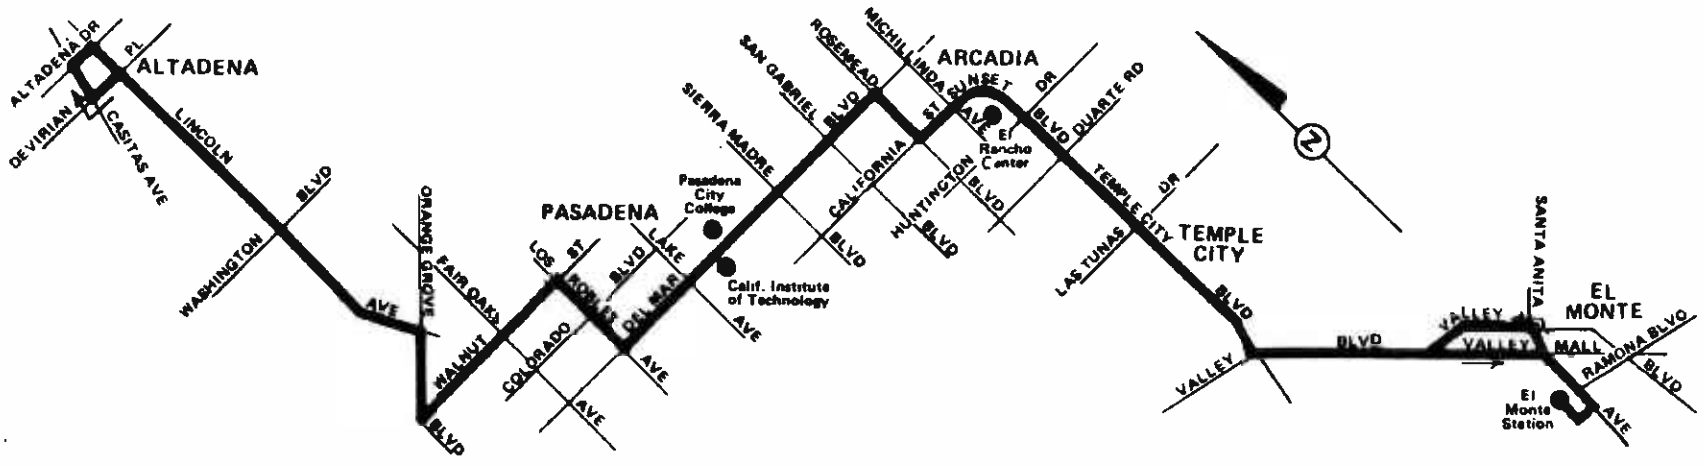 ALTADENA DR
PL
ALTADENA
DEVIRIAN
CASITAS AVE
LINCOLN
WASHINGTON BLVD
AVE
ORANGE GROVE
BLVD
FAIR OAKS
AVE
WALNUT
ST
PASADENA
LOS
ROBLES
AVE
COLORADO
BLVD
LAKE
AVE
DEL MAR
BLVD
Pasadena
City
College
Calif. Institute
of Technology
SIERRA MADRE
BLVD
SAN GABRIEL
BLVD
ROSEMEAD
BLVD
MICHILLINDA
AVE
CALIFORNIA
ST
SUNSET
BLVD
ARCADIA
El
Rancho
Center
HUNTINGTON
DR
DUARTE RD
TEMPLE CITY
BLVD
LAS TUNAS
DR
TEMPLE
CITY
N
VALLEY
BLVD
VALLEY
VALLEY
MALL
SANTA ANITA
AVE
EL
MONTE
RAMONA BLVD
BLVD
El
Monte
Station